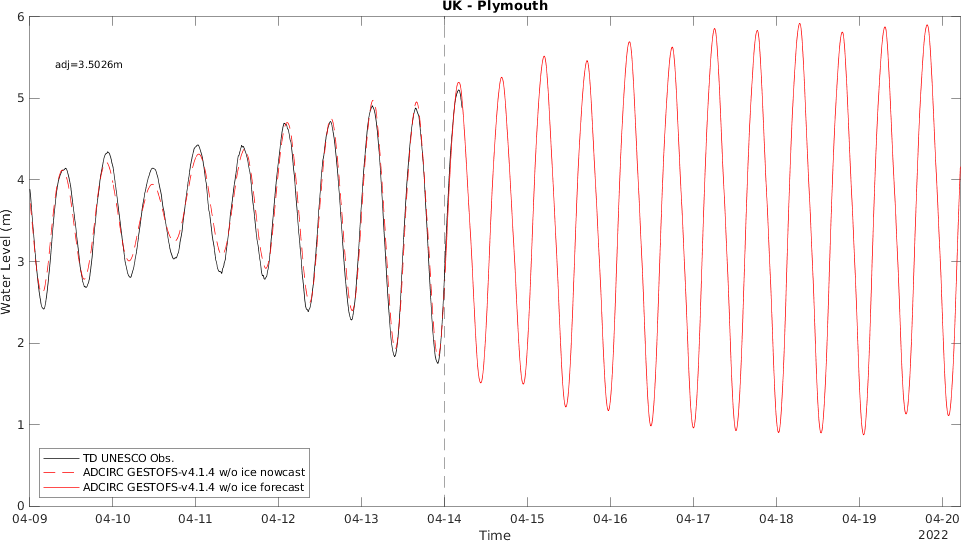 UK - Plymouth
adj=3.5026m
6
5
4
3
2
1
0
Water Level (m)
TD UNESCO Obs.
ADCIRC GESTOFS-v4.1.4 w/o ice nowcast
ADCIRC GESTOFS-v4.1.4 w/o ice forecast
04-09 04-10 04-11 04-12 04-13 04-14 04-15 04-16 04-17 04-18 04-19 04-20
Time
2022